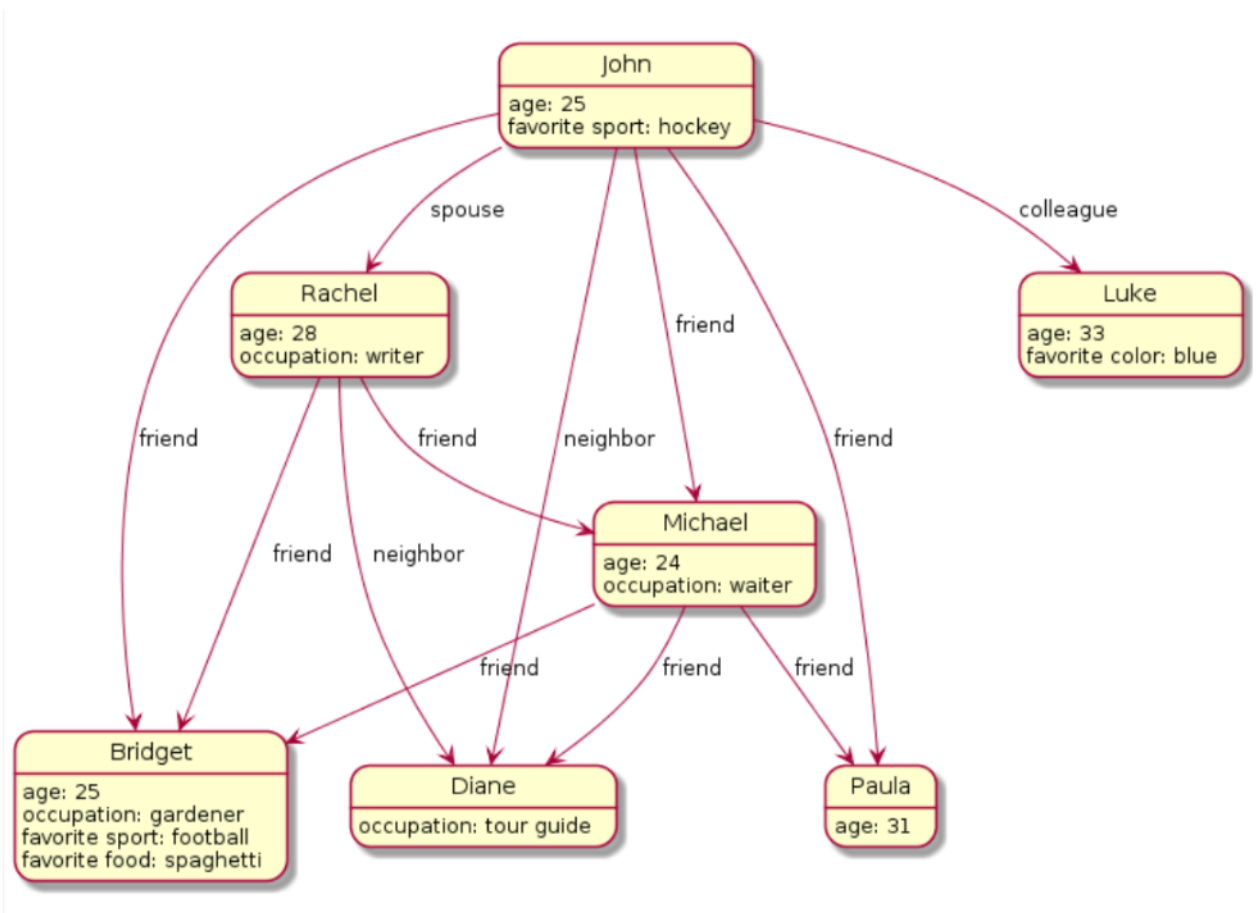 John
age: 25
favorite sport: hockey
spouse
colleague
Rachel
age: 28
occupation: writer
friend
Luke
age: 33
favorite color: blue
friend
friend
neighbor
friend
Michael
age: 24
occupation: waiter
friend
neighbor
friend
friend
friend
Bridget
age: 25
occupation: gardener
favorite sport: football
favorite food: spaghetti
Diane
occupation: tour guide
Paula
age: 31